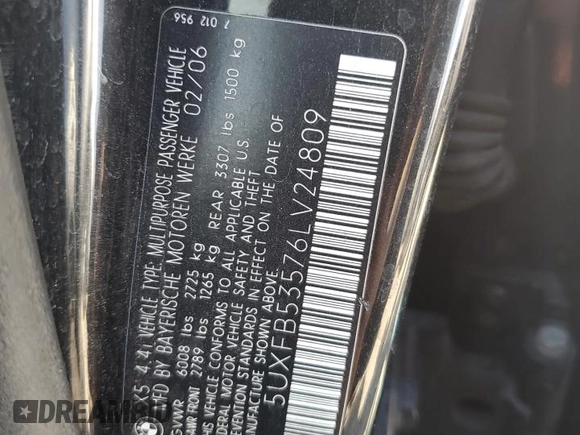 7 012 956
X5 4.4i VEHICLE TYPE: MULTIPURPOSE PASSENGER VEHICLE
MFD BY BAYERISCHE MOTOREN WERKE 02/06
GVWR 6008 lbs 2725 kg
GAWR FRONT 2789 lbs 1265 kg REAR 3307 lbs 1500 kg
THIS VEHICLE CONFORMS TO ALL APPLICABLE U.S.
FEDERAL MOTOR VEHICLE SAFETY AND THEFT
PREVENTION STANDARDS IN EFFECT ON THE DATE OF
MANUFACTURE SHOWN ABOVE
5UXFB53576LV24809
DREAMBID